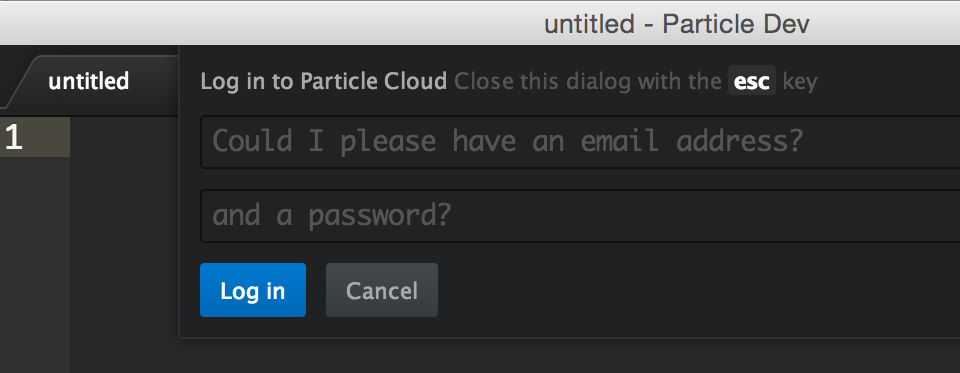 untitled - Particle Dev
untitled
Log in to Particle Cloud Close this dialog with the esc key
1
Could I please have an email address?
and a password?
Log in Cancel